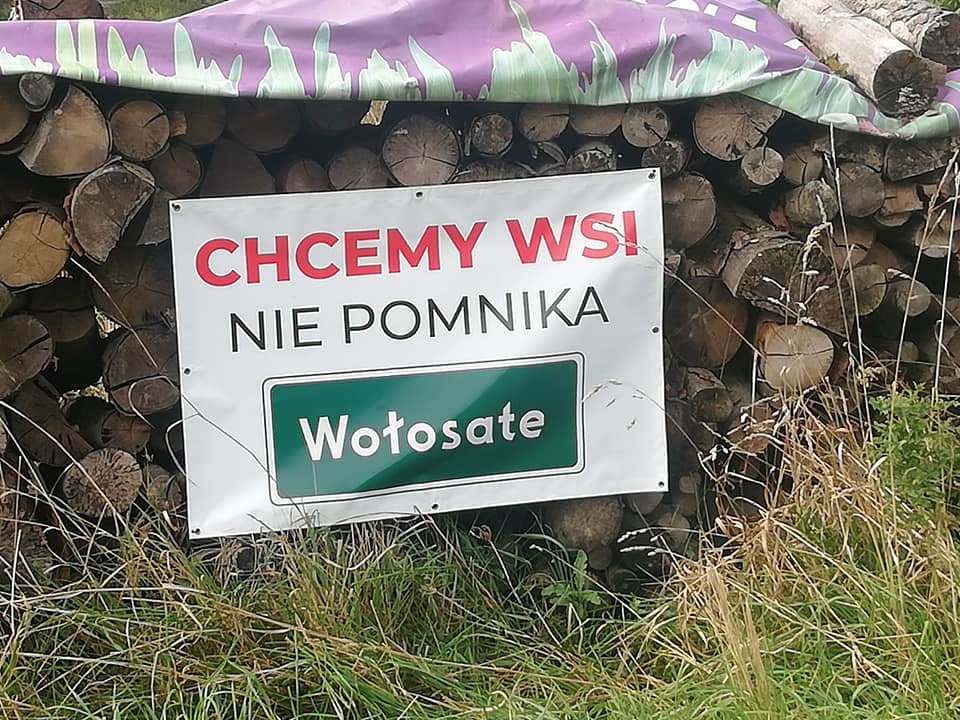 CHCEMY WSI
NIE POMNIKA
Wołosate